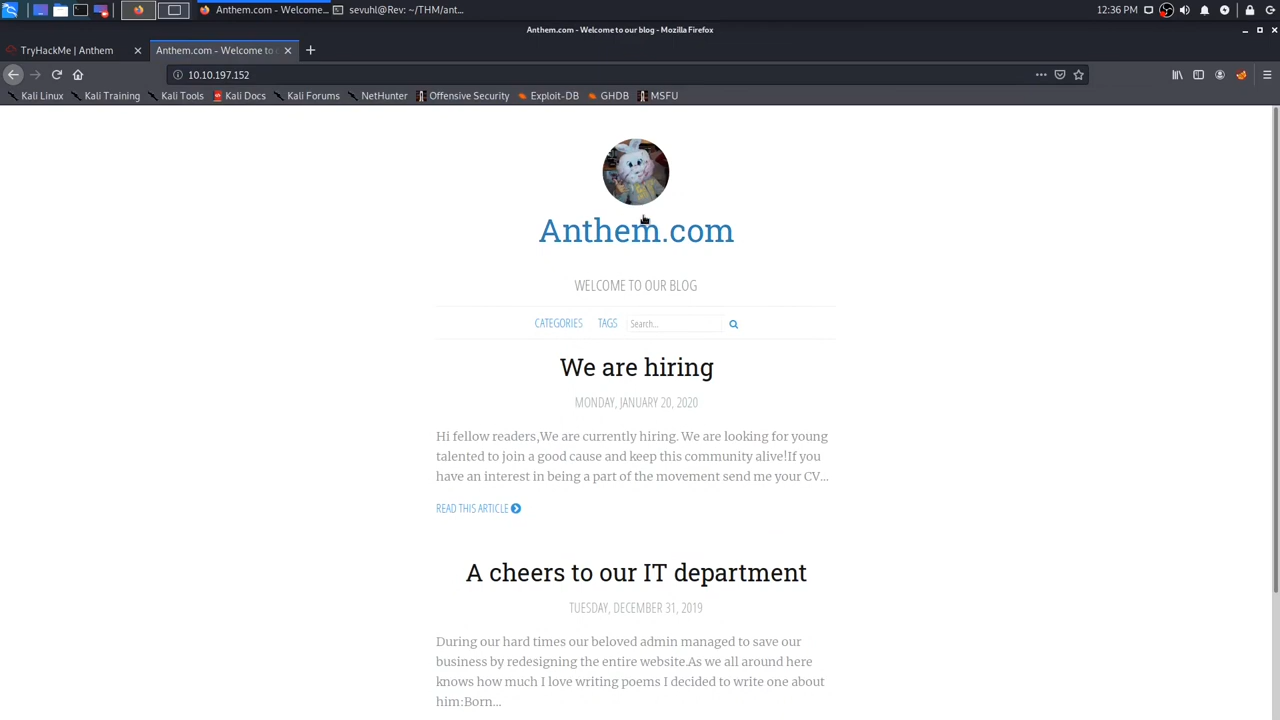 Anthem.com - Welcome...
sevuhl@Rev: ~/THM/ant...
12:36 PM
Anthem.com - Welcome to our blog - Mozilla Firefox
TryHackMe | Anthem
Anthem.com - Welcome to
10.10.197.152
Kali Linux
Kali Training
Kali Tools
Kali Docs
Kali Forums
NetHunter
Offensive Security
Exploit-DB
GHDB
MSFU
Anthem.com
WELCOME TO OUR BLOG
CATEGORIES TAGS Search...
We are hiring
MONDAY, JANUARY 20, 2020
Hi fellow readers,We are currently hiring. We are looking for young
talented to join a good cause and keep this community alive!If you
have an interest in being a part of the movement send me your CV...
READ THIS ARTICLE
A cheers to our IT department
TUESDAY, DECEMBER 31, 2019
During our hard times our beloved admin managed to save our
business by redesigning the entire website.As we all around here
knows how much I love writing poems I decided to write one about
him:Born...